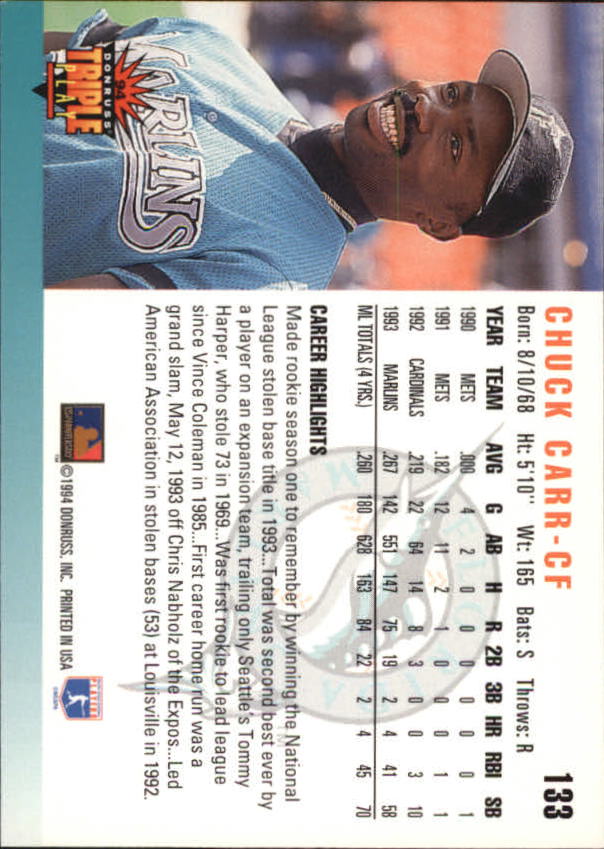 133
CHUCK CARR-CF
Born: 8/10/68 Ht: 5'10" Wt: 165 Bats: S Throws: R
YEAR TEAM AVG G AB H R 2B 3B HR RBI SB
1990 METS .000 4 2 0 0 0 0 0 0 1
1991 METS .182 12 11 2 1 0 0 0 1 1
1992 CARDINALS .219 22 64 14 8 3 0 0 3 10
1993 MARLINS .267 142 551 147 75 19 2 4 41 58
ML TOTALS (4 YRS.) .260 180 628 163 84 22 2 4 45 70
CAREER HIGHLIGHTS
Made rookie season one to remember by winning the National
League stolen base title in 1993...Total was second best ever by
a player on an expansion team, trailing only Seattle's Tommy
Harper, who stole 73 in 1969...Was first rookie to lead league
since Vince Coleman in 1985...First career home run was a
grand slam, May 12, 1993 off Chris Nabholz of the Expos...Led
American Association in stolen bases (53) at Louisville in 1992.
©1994 DONRUSS, INC. PRINTED IN USA
MARLINS
94
DONRUSS
TRIPLE
PLAY
FLORIDA